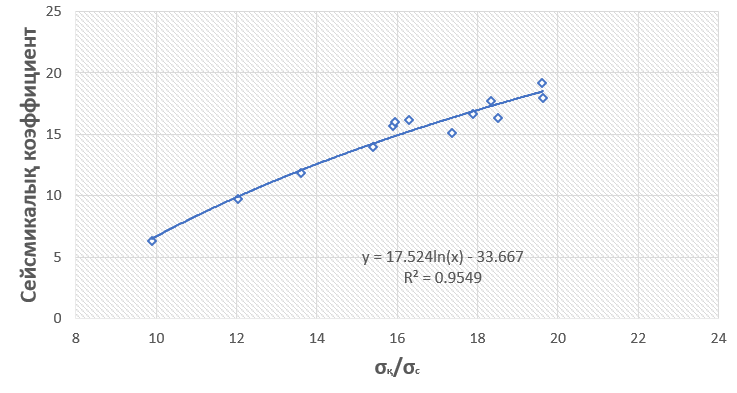 25
20
15
10
5
0
Сейсмикалық коэффициент
y = 17.524ln(x) - 33.667
R² = 0.9549
8 10 12 14 16 18 20 22 24
σқ/σс